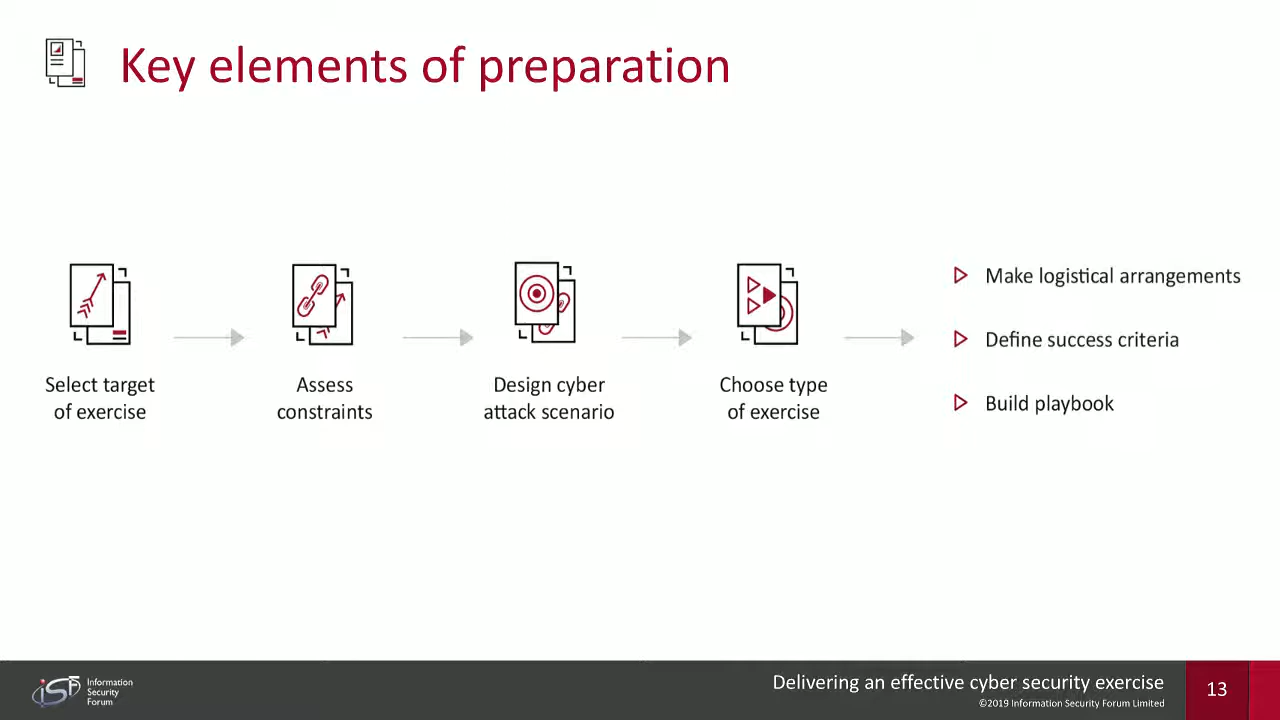 Key elements of preparation
Select target
of exercise
Assess
constraints
Design cyber
attack scenario
Choose type
of exercise
Make logistical arrangements
Define success criteria
Build playbook
iSF
Information
Security
Forum
Delivering an effective cyber security exercise
©2019 Information Security Forum Limited
13